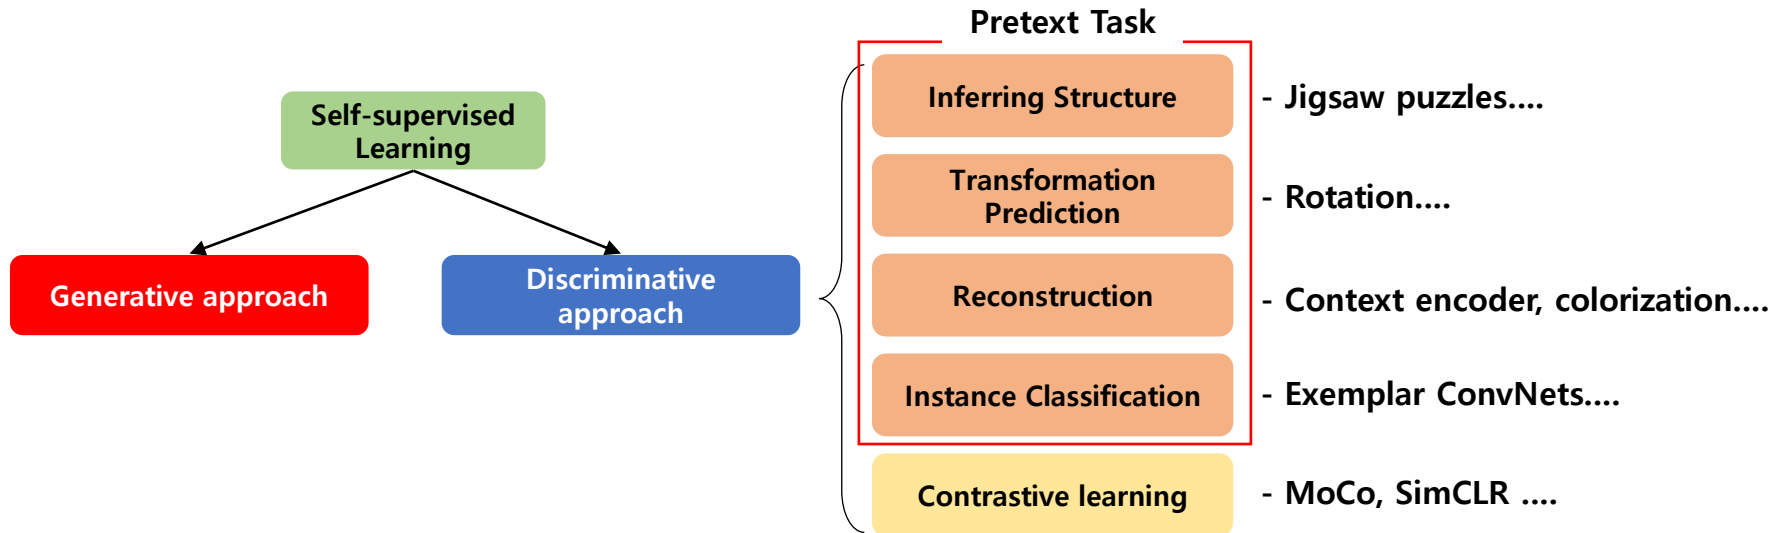 Pretext Task
Self-supervised
Learning
Generative approach
Discriminative
approach
Inferring Structure
- Jigsaw puzzles....
Transformation
Prediction
- Rotation....
Reconstruction
- Context encoder, colorization....
Instance Classification
- Exemplar ConvNets....
Contrastive learning
- MoCo, SimCLR ....